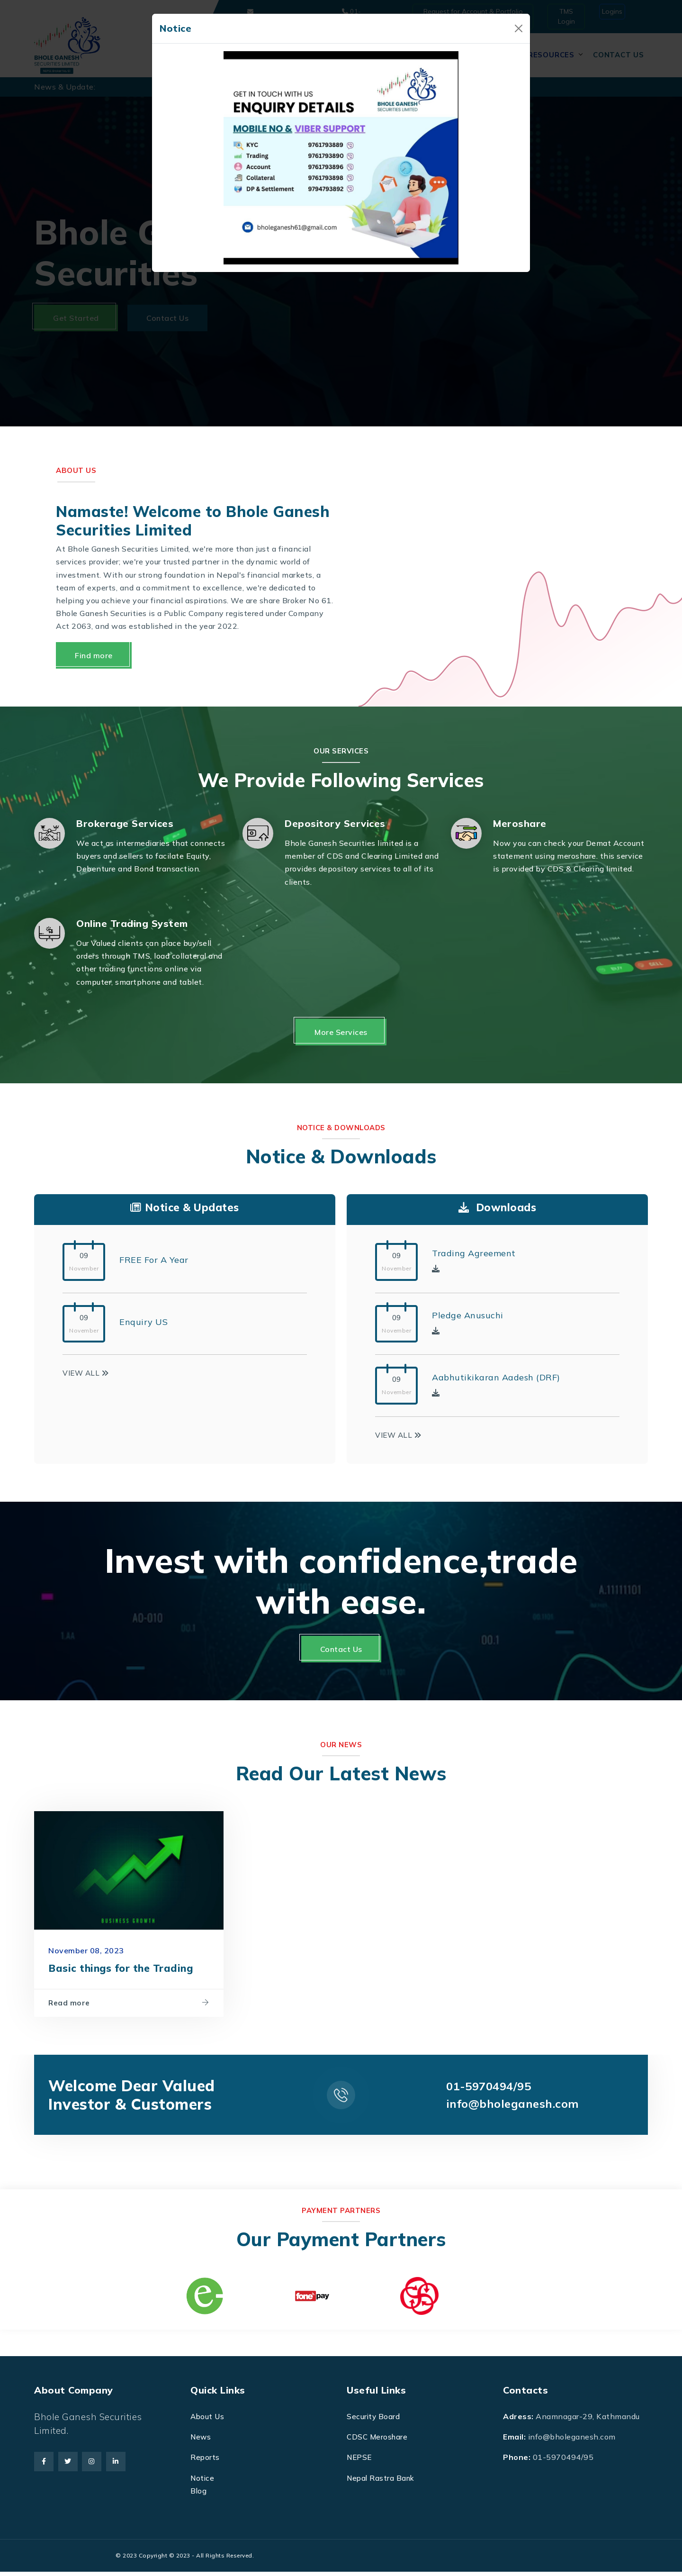 01-
Request for Account & Portfolio
TMS Login
Logins
BHOLE GANESH
SECURITIES LIMITED
RESOURCES
CONTACT US
News & Update:
Notice
GET IN TOUCH WITH US
ENQUIRY DETAILS
BHOLE GANESH
SECURITIES LIMITED
MOBILE NO & VIBER SUPPORT
KYC 9761793889
Trading 9761793890
Account 9761793896
Collateral 9761793898
DP & Settlement 9794793892
bholeganesh61@gmail.com
Bhole G
Securities
Get Started
Contact Us
ABOUT US
Namaste! Welcome to Bhole Ganesh
Securities Limited
At Bhole Ganesh Securities Limited, we're more than just a financial
services provider; we're your trusted partner in the dynamic world of
investment. With our strong foundation in Nepal's financial markets, a
team of experts, and a commitment to excellence, we're dedicated to
helping you achieve your financial aspirations. We are share Broker No 61.
Bhole Ganesh Securities is a Public Company registered under Company
Act 2063, and was established in the year 2022.
Find more
OUR SERVICES
We Provide Following Services
Brokerage Services
We act as intermediaries that connects
buyers and sellers to facilate Equity,
Debenture and Bond transaction.
Depository Services
Bhole Ganesh Securities limited is a
member of CDS and Clearing Limited and
provides depository services to all of its
clients.
Meroshare
Now you can check your Demat Account
statement using meroshare. this service
is provided by CDS & Clearing limited.
Online Trading System
Our Valued clients can place buy/sell
orders through TMS, load collateral and
other trading functions online via
computer, smartphone and tablet.
BUY
SELL
More Services
NOTICE & DOWNLOADS
Notice & Downloads
Notice & Updates
09
November
FREE For A Year
09
November
Enquiry US
VIEW ALL
Downloads
09
November
Trading Agreement
09
November
Pledge Anusuchi
09
November
Aabhutikikaran Aadesh (DRF)
VIEW ALL
Invest with confidence,trade
with ease.
Contact Us
A.11111101
AD-010
1.AA
00.1
00.1
OUR NEWS
Read Our Latest News
BUSINESS GROWTH
November 08, 2023
Basic things for the Trading
Read more
Welcome Dear Valued
Investor & Customers
01-5970494/95
info@bholeganesh.com
PAYMENT PARTNERS
Our Payment Partners
fonepay
About Company
Bhole Ganesh Securities
Limited.
Quick Links
About Us
News
Reports
Notice
Blog
Useful Links
Security Board
CDSC Meroshare
NEPSE
Nepal Rastra Bank
Contacts
Adress: Anamnagar-29, Kathmandu
Email: info@bholeganesh.com
Phone: 01-5970494/95
© 2023 Copyright © 2023 - All Rights Reserved.